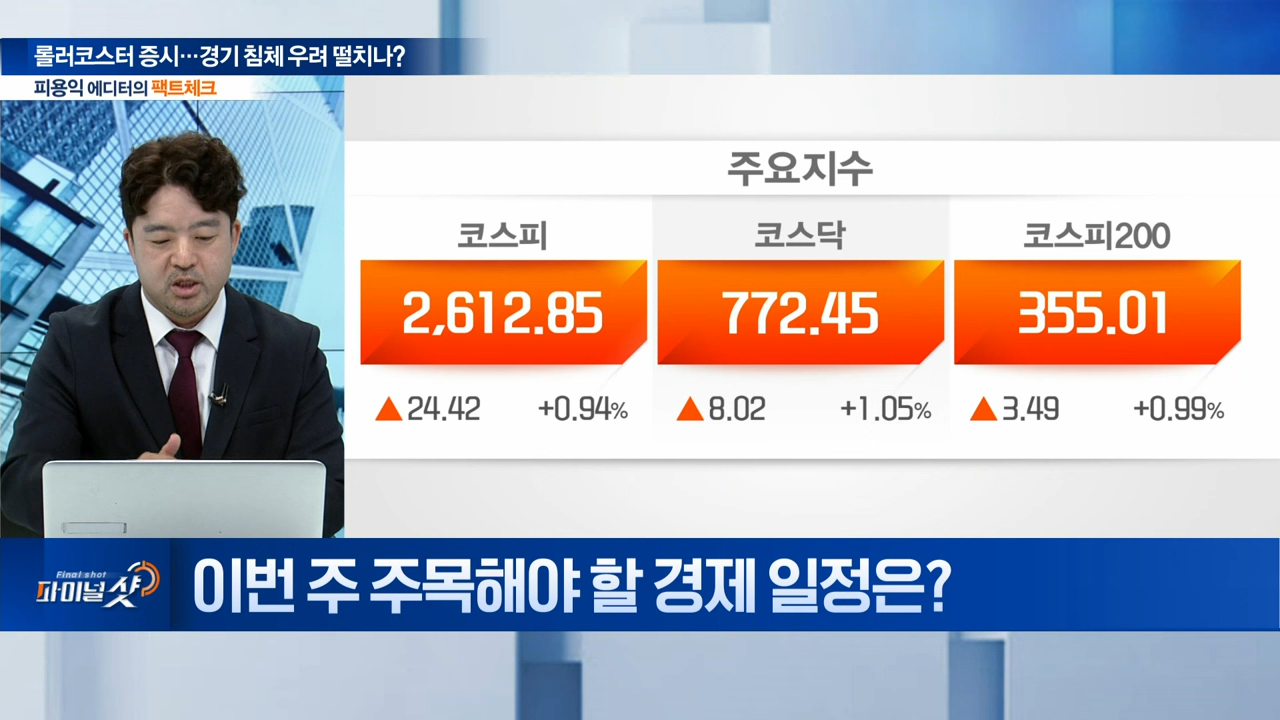 롤러코스터 증시…경기 침체 우려 떨치나?
피용익 에디터의 팩트체크
주요지수
코스피
코스닥
코스피200
2,612.85
772.45
355.01
▲24.42 +0.94%
▲8.02 +1.05%
▲3.49 +0.99%
Final shot
파이널샷
이번 주 주목해야 할 경제 일정은?